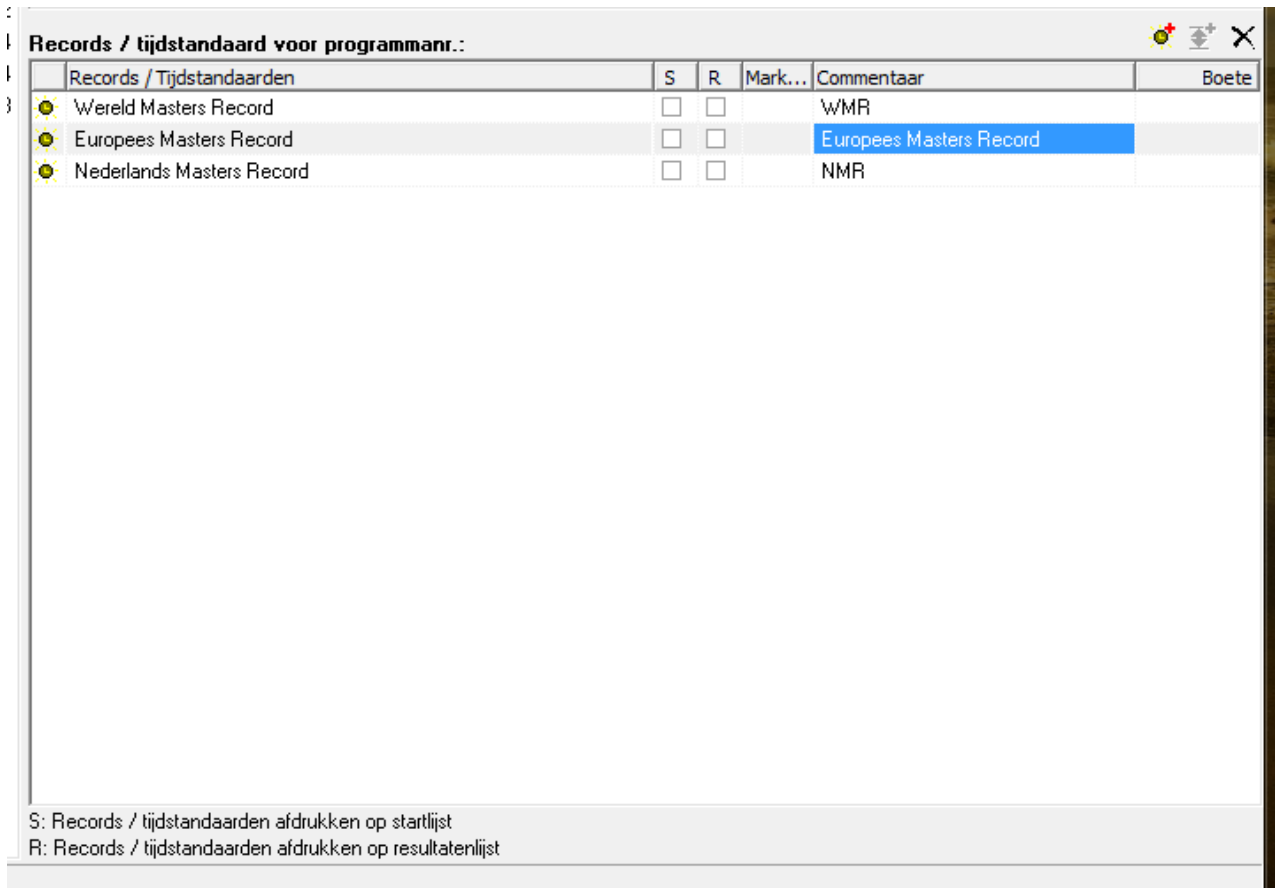 Records / tijdstandaard voor programmanr.:
Records / Tijdstandaarden S R Mark... Commentaar Boete
Wereld Masters Record WMR
Europees Masters Record Europees Masters Record
Nederlands Masters Record NMR
S: Records / tijdstandaarden afdrukken op startlijst
R: Records / tijdstandaarden afdrukken op resultatenlijst